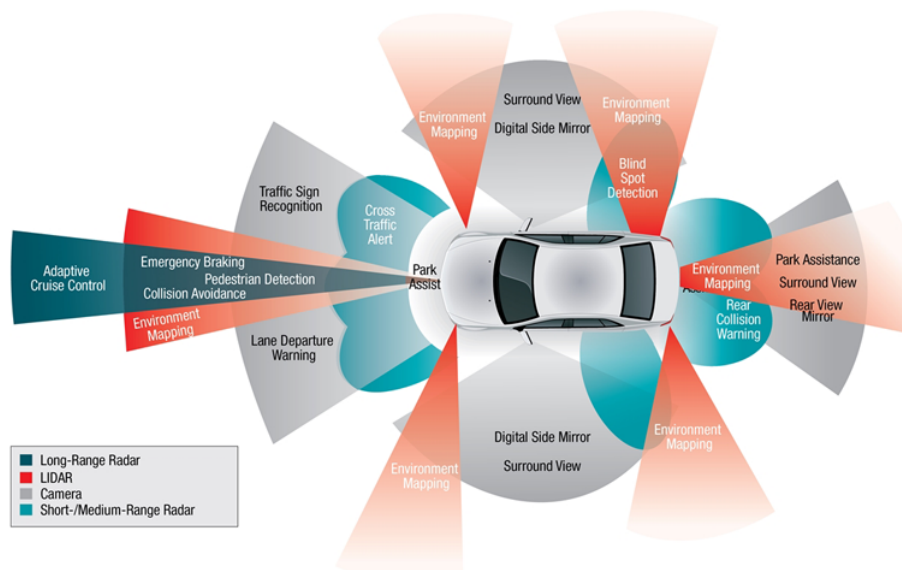 Surround View
Digital Side Mirror
Environment
Mapping
Environment
Mapping
Blind
Spot
Detection
Traffic Sign
Recognition
Cross
Traffic
Alert
Adaptive
Cruise Control
Emergency Braking
Pedestrian Detection
Collision Avoidance
Environment
Mapping
Park
Assist
Lane Departure
Warning
Environment
Mapping
Park Assistance
Surround View
Rear View
Mirror
Rear
Collision
Warning
Digital Side Mirror
Surround View
Environment
Mapping
Environment
Mapping
Long-Range Radar
LIDAR
Camera
Short-/Medium-Range Radar